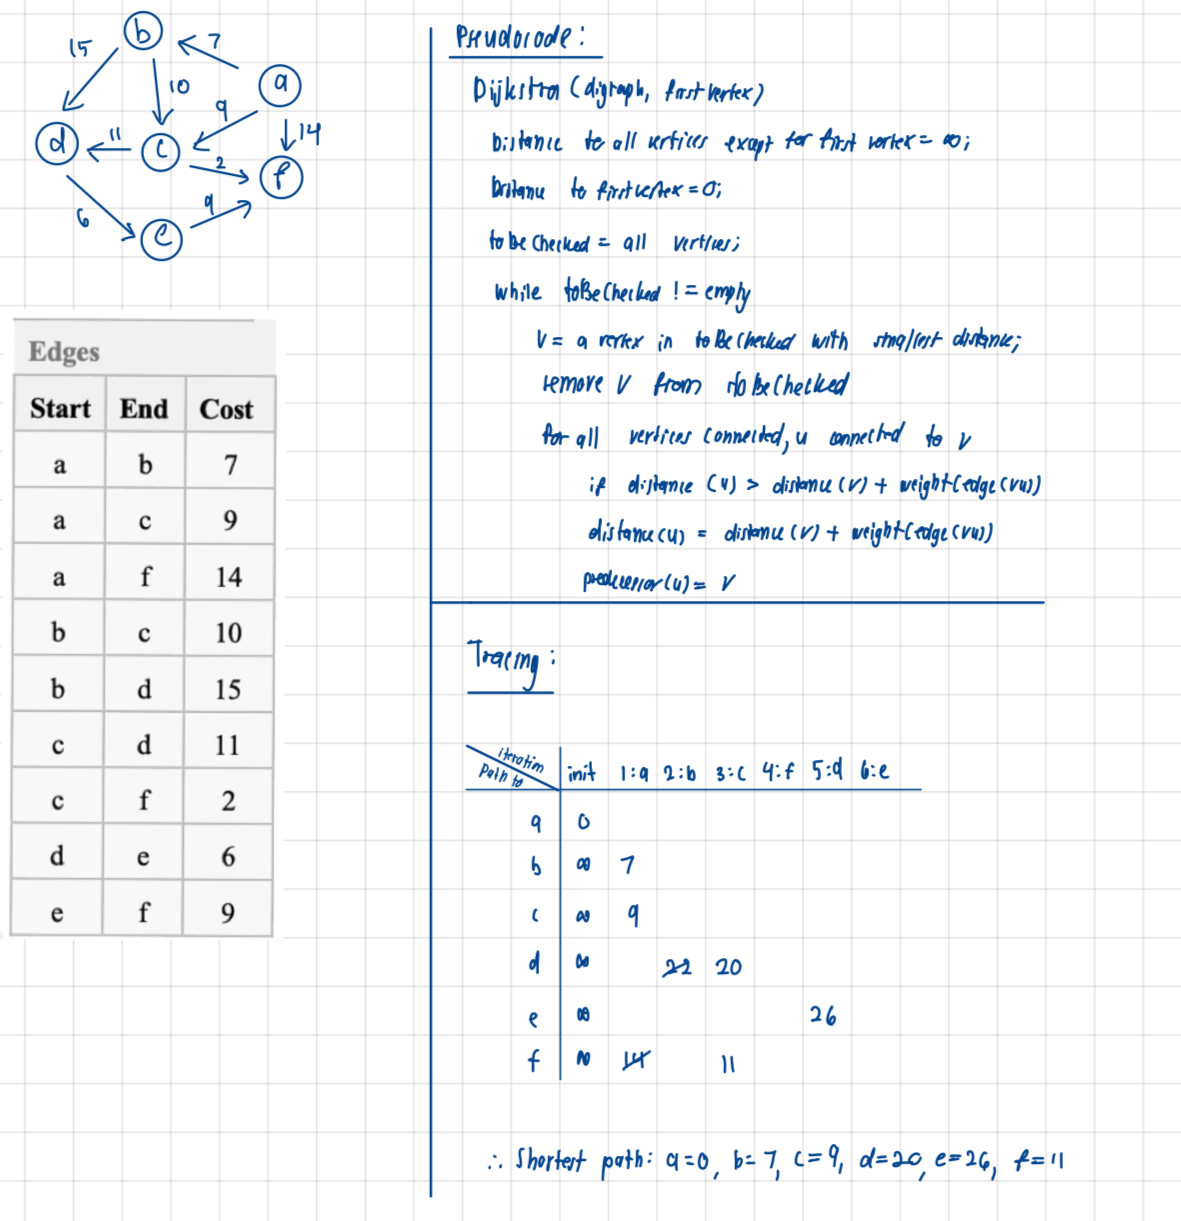 b
15
7
a
10
9
14
d
11
c
2
f
6
9
e
Edges
Start End Cost
a b 7
a c 9
a f 14
b c 10
b d 15
c d 11
c f 2
d e 6
e f 9
Pseudocode:
Dijkstra (digraph, first vertex)
Distance to all vertices except for first vertex = ∞;
Distance to first vertex = 0;
to be Checked = all vertices;
while toBeChecked != empty
V = a vertex in toBeChecked with smallest distance;
remove V from toBeChecked
for all vertices connected, u connected to v
if distance (u) > distance (v) + weight(edge(vu))
distance(u) = distance (v) + weight(edge(vu))
predecessor(u) = v
Tracing:
iteration
Path to
init 1:a 2:b 3:c 4:f 5:d 6:e
a 0
b ∞ 7
c ∞ 9
d ∞ 22 20
e ∞ 26
f ∞ 14 11
∴ Shortest path: a=0, b=7, c=9, d=20, e=26, f=11